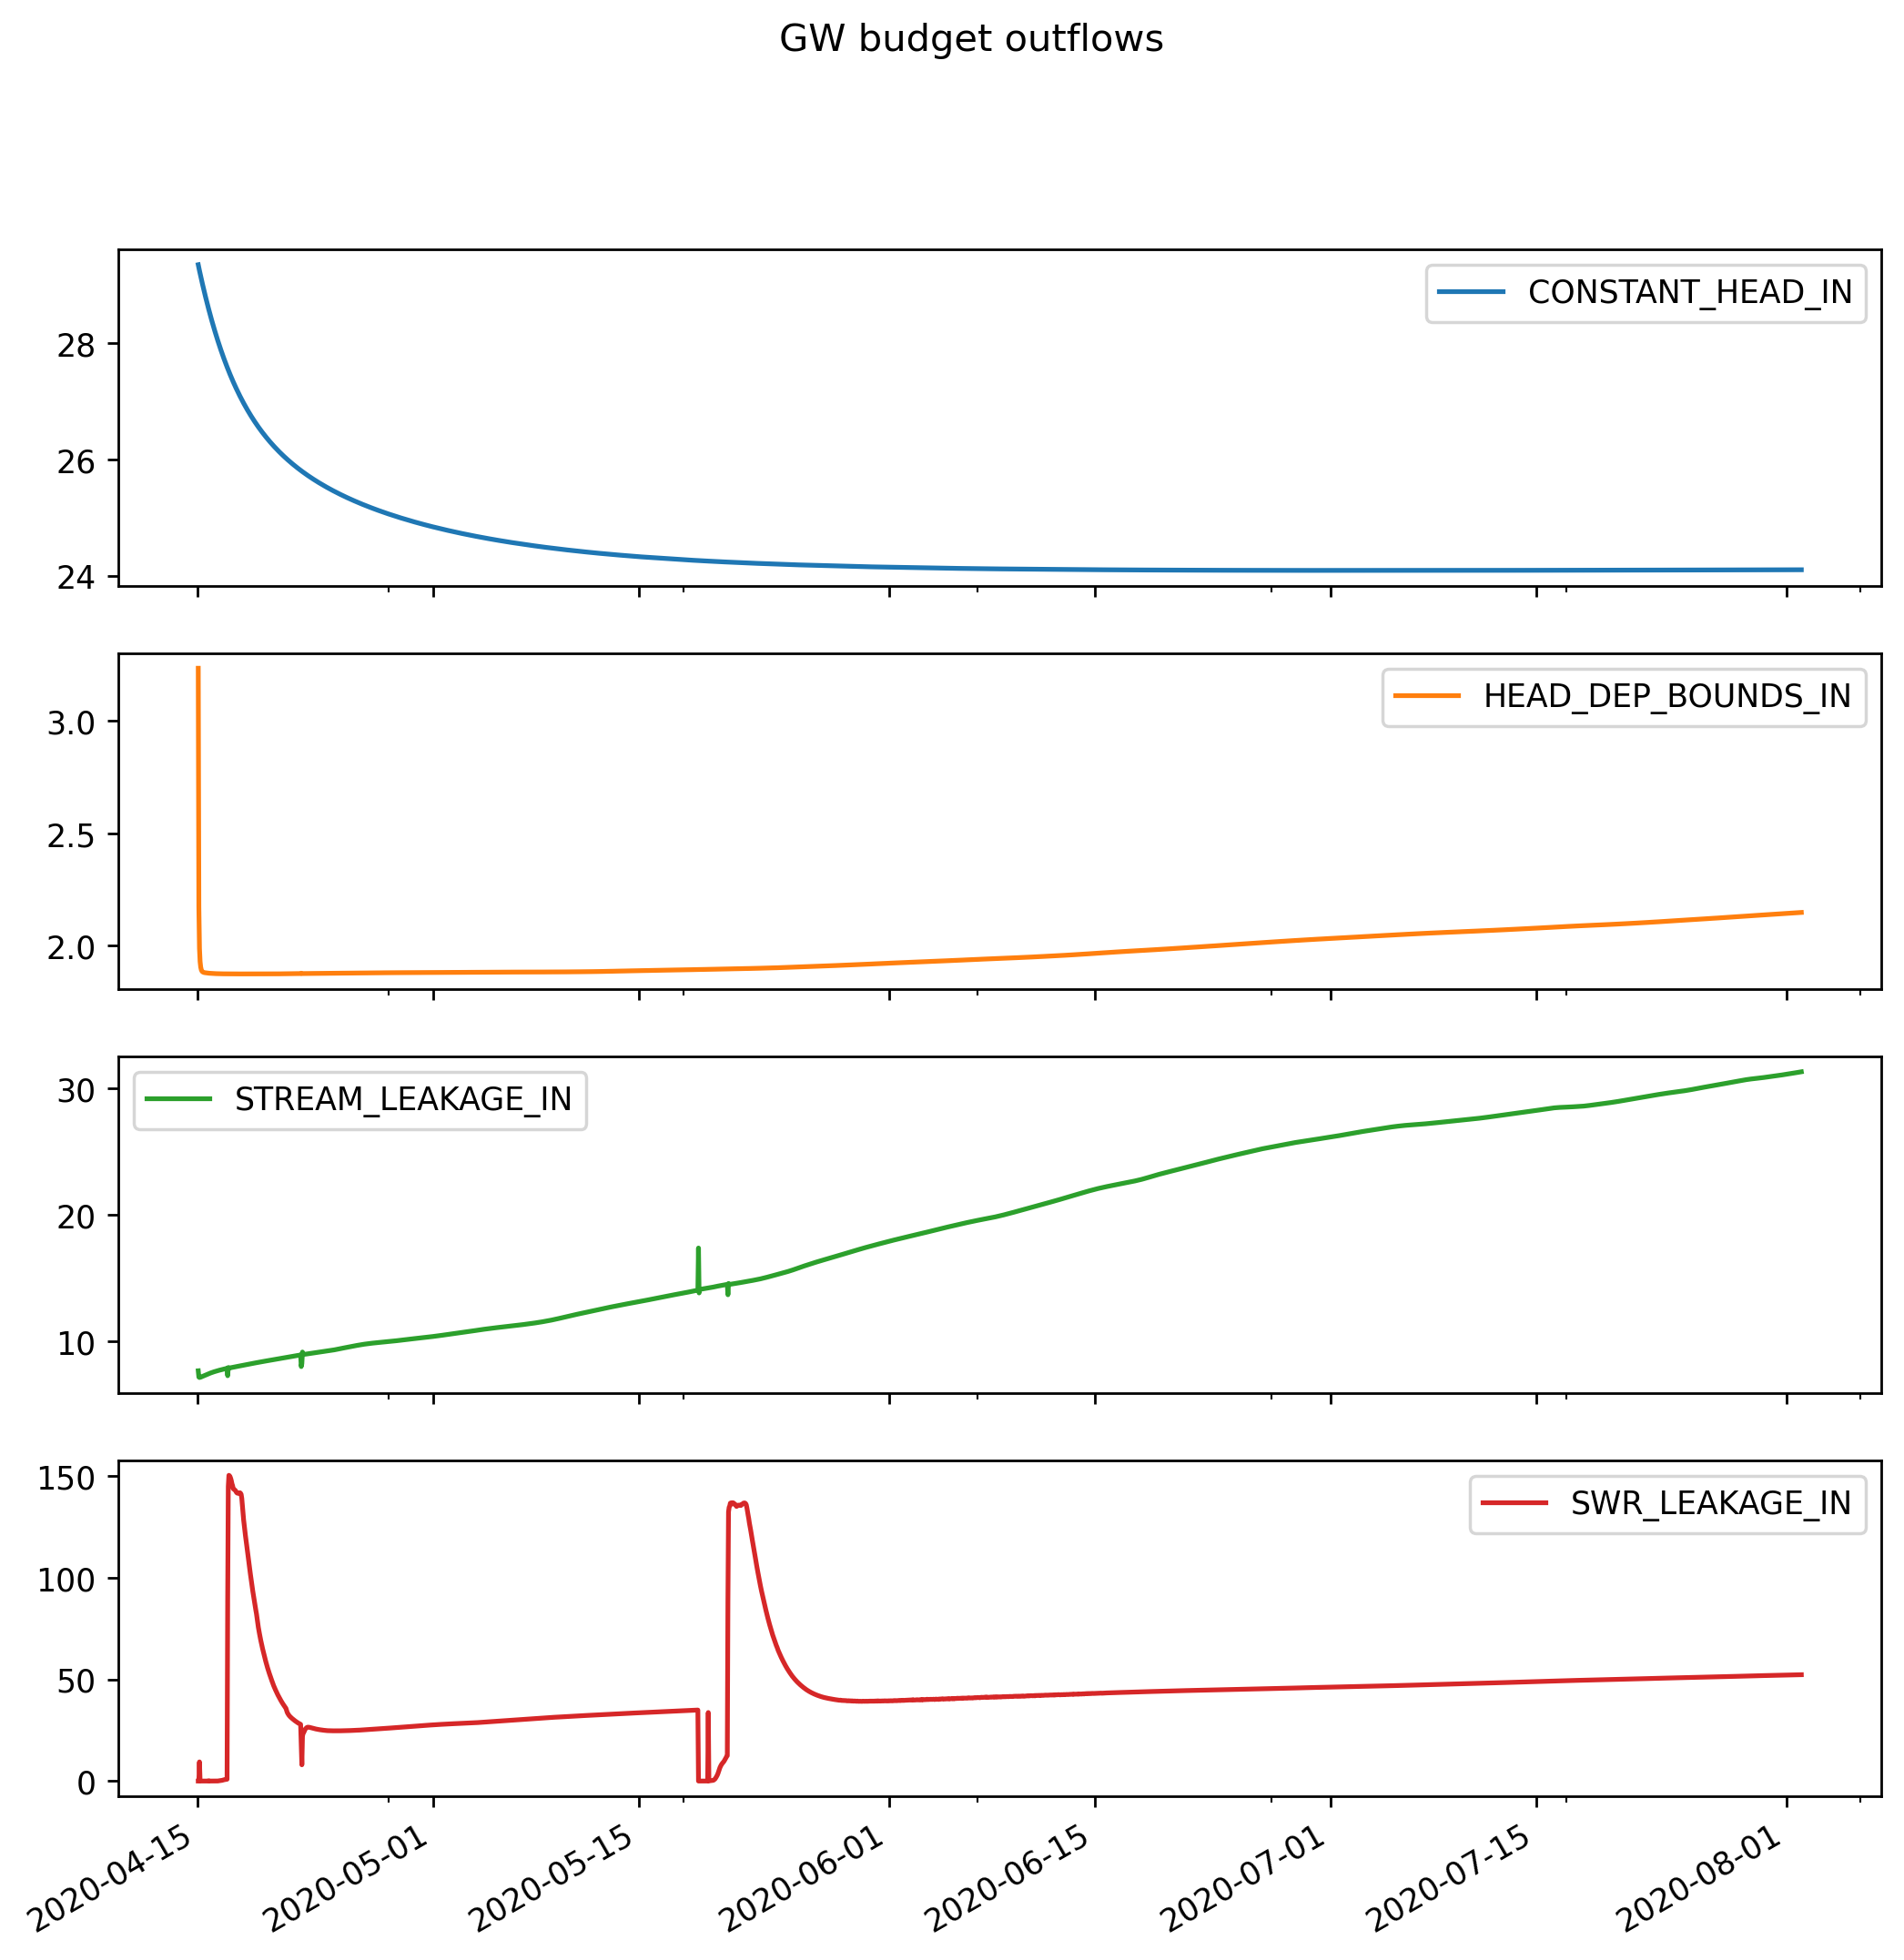 GW budget outflows
CONSTANT_HEAD_IN
28
26
24
HEAD_DEP_BOUNDS_IN
3.0
2.5
2.0
STREAM_LEAKAGE_IN
30
20
10
SWR_LEAKAGE_IN
150
100
50
0
2020-04-15 2020-05-01 2020-05-15 2020-06-01 2020-06-15 2020-07-01 2020-07-15 2020-08-01